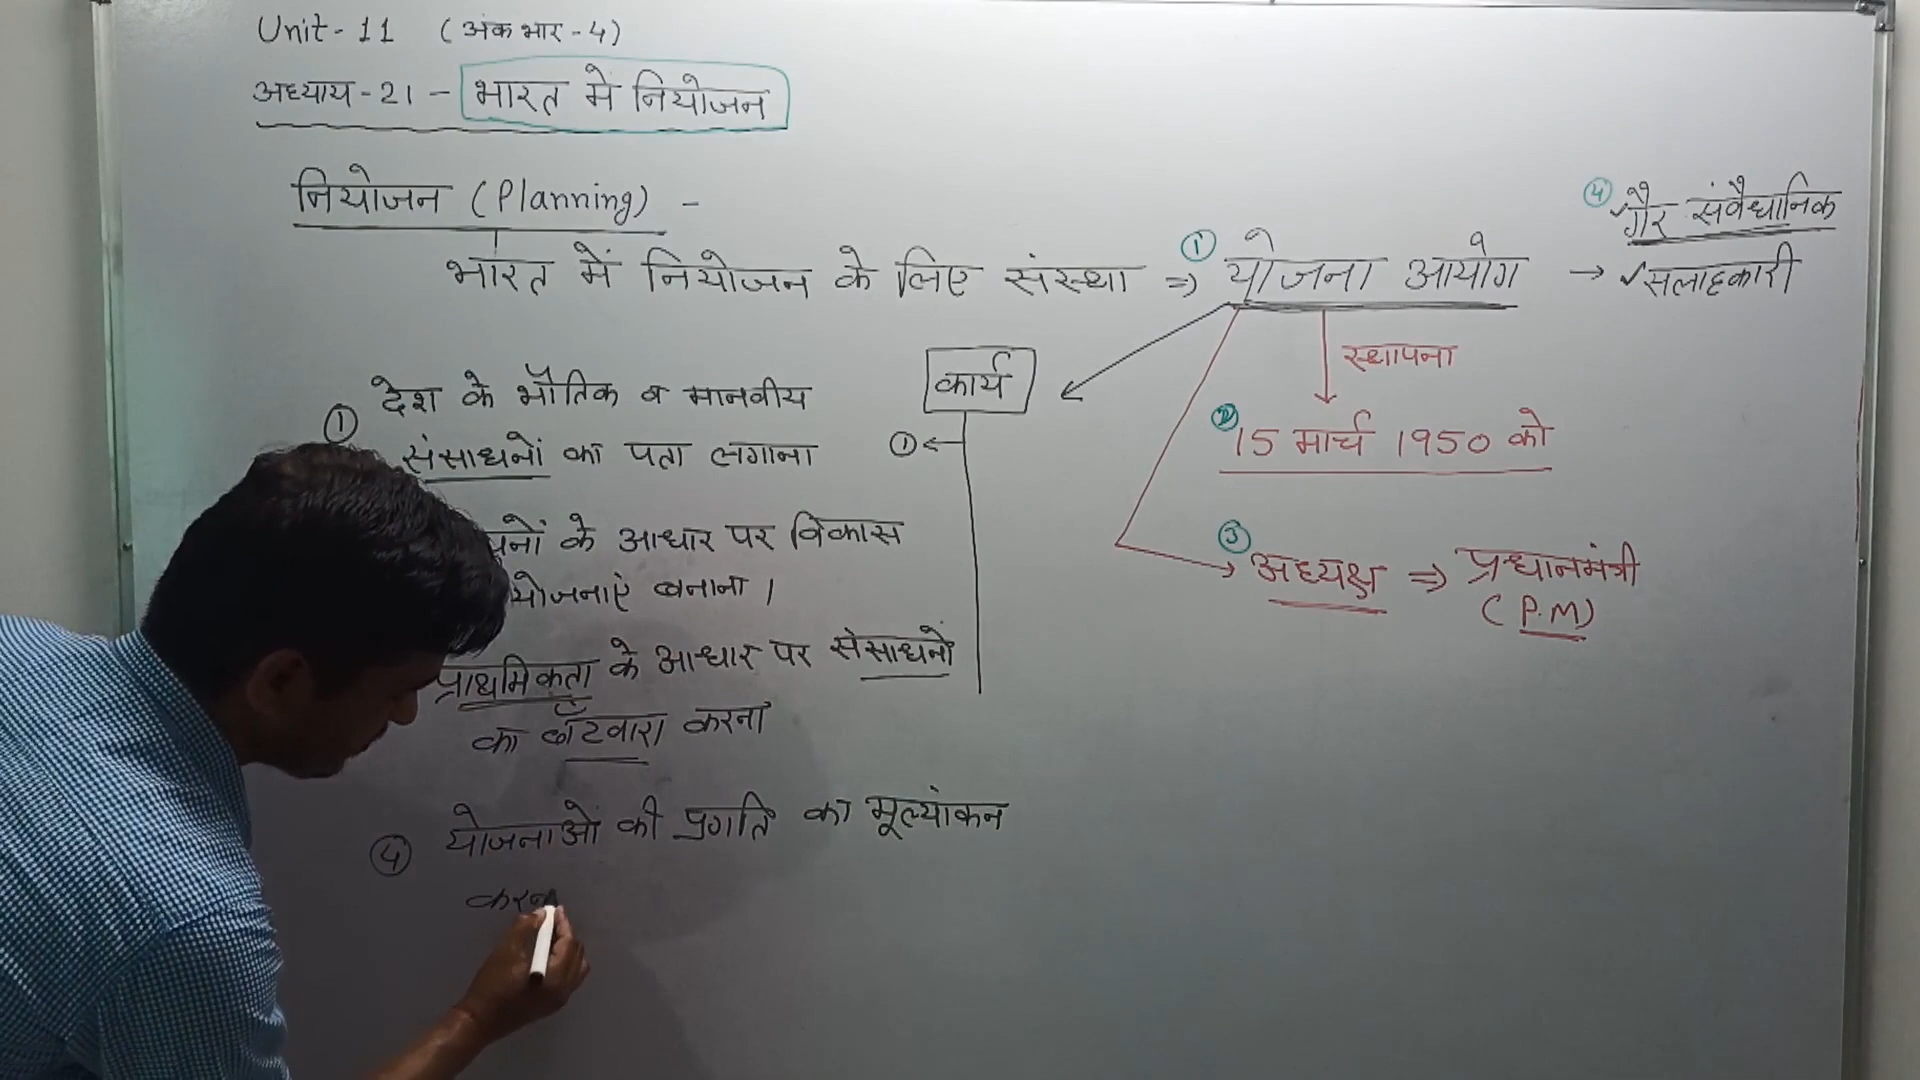 Unit - 11 (अंक भार - 4)
अध्याय - 21 - भारत में नियोजन
नियोजन (Planning) -
भारत में नियोजन के लिए संस्था ⇒ ① योजना आयोग → ✓सलाहकारी
④ ✓गैर संवैधानिक
स्थापना
② 15 मार्च 1950 को
③ अध्यक्ष ⇒ प्रधानमंत्री
(P.M)
कार्य
①
① देश के भौतिक व मानवीय
संसाधनों का पता लगाना
के आधार पर विकास
योजनाएं बनाना।
प्राथमिकता के आधार पर संसाधनों
का बँटवारा करना
④ योजनाओं की प्रगति का मूल्यांकन